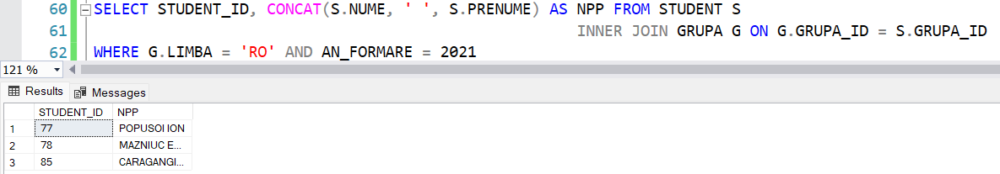 60 SELECT STUDENT_ID, CONCAT(S.NUME, ' ', S.PRENUME) AS NPP FROM STUDENT S
61 INNER JOIN GRUPA G ON G.GRUPA_ID = S.GRUPA_ID
62 WHERE G.LIMBA = 'RO' AND AN_FORMARE = 2021
121 %
Results Messages
STUDENT_ID NPP
1 77 POPUSOI ION
2 78 MAZNIUC E...
3 85 CARAGANGI...